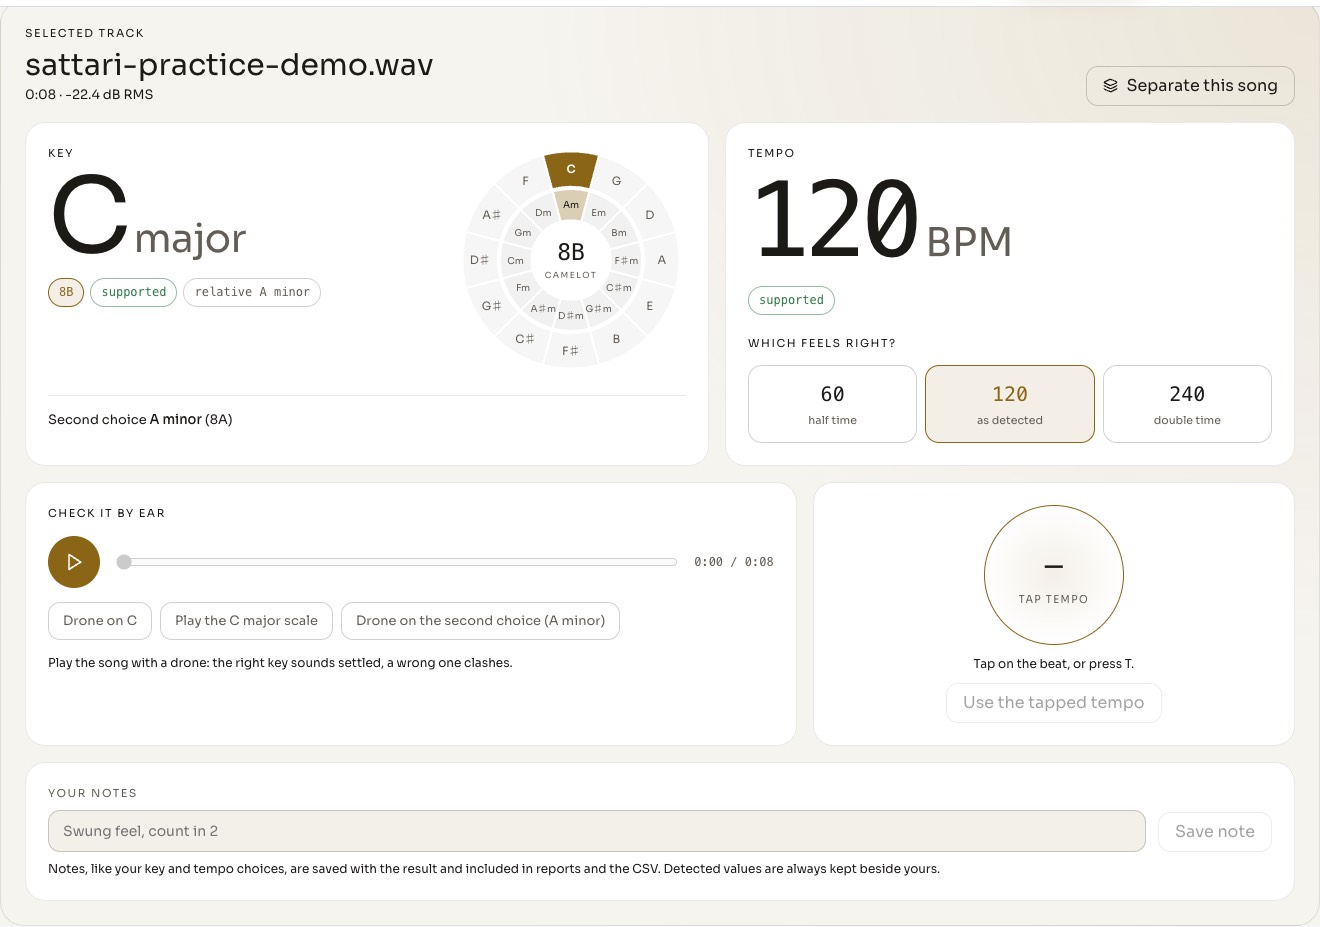 SELECTED TRACK
sattari-practice-demo.wav
0:08 · -22.4 dB RMS
Separate this song
KEY
C major
8B
supported
relative A minor
C
G
D
A
E
B
F♯
C♯
G♯
D♯
A♯
F
Am
Em
Bm
F♯m
C♯m
G♯m
D♯m
A♯m
Fm
Cm
Gm
Dm
8B
CAMELOT
Second choice A minor (8A)
TEMPO
120 BPM
supported
WHICH FEELS RIGHT?
60
half time
120
as detected
240
double time
CHECK IT BY EAR
0:00 / 0:08
Drone on C
Play the C major scale
Drone on the second choice (A minor)
Play the song with a drone: the right key sounds settled, a wrong one clashes.
–
TAP TEMPO
Tap on the beat, or press T.
Use the tapped tempo
YOUR NOTES
Swung feel, count in 2
Save note
Notes, like your key and tempo choices, are saved with the result and included in reports and the CSV. Detected values are always kept beside yours.